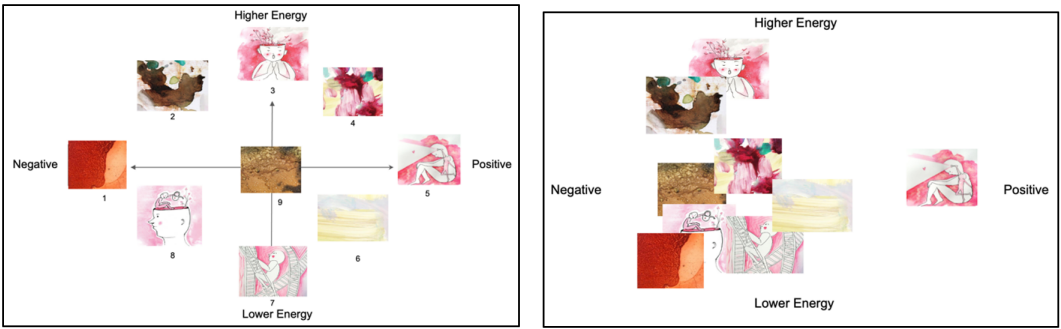 Higher Energy
3
2
4
Negative
Positive
1
9
5
8
6
7
Lower Energy
Higher Energy
Negative
Positive
Lower Energy